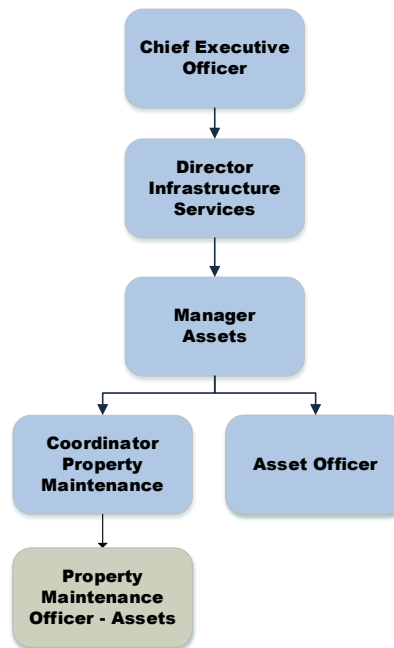 Chief Executive
Officer
Director
Infrastructure
Services
Manager
Assets
Coordinator
Property
Maintenance
Asset Officer
Property
Maintenance
Officer - Assets